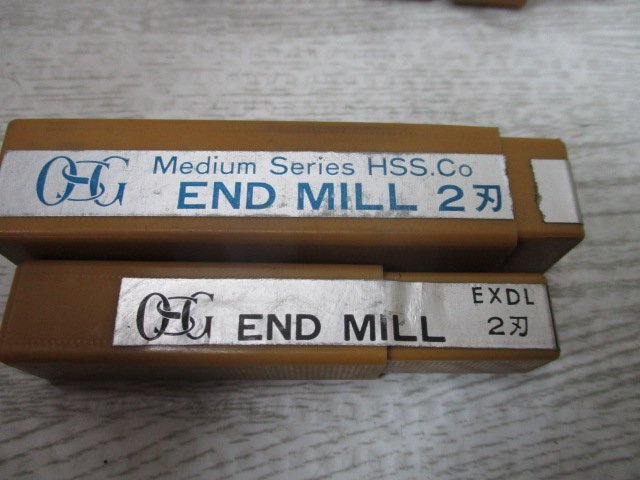 OSG Medium Series HSS.Co
END MILL 2刃
EXDL
OSG END MILL 2刃